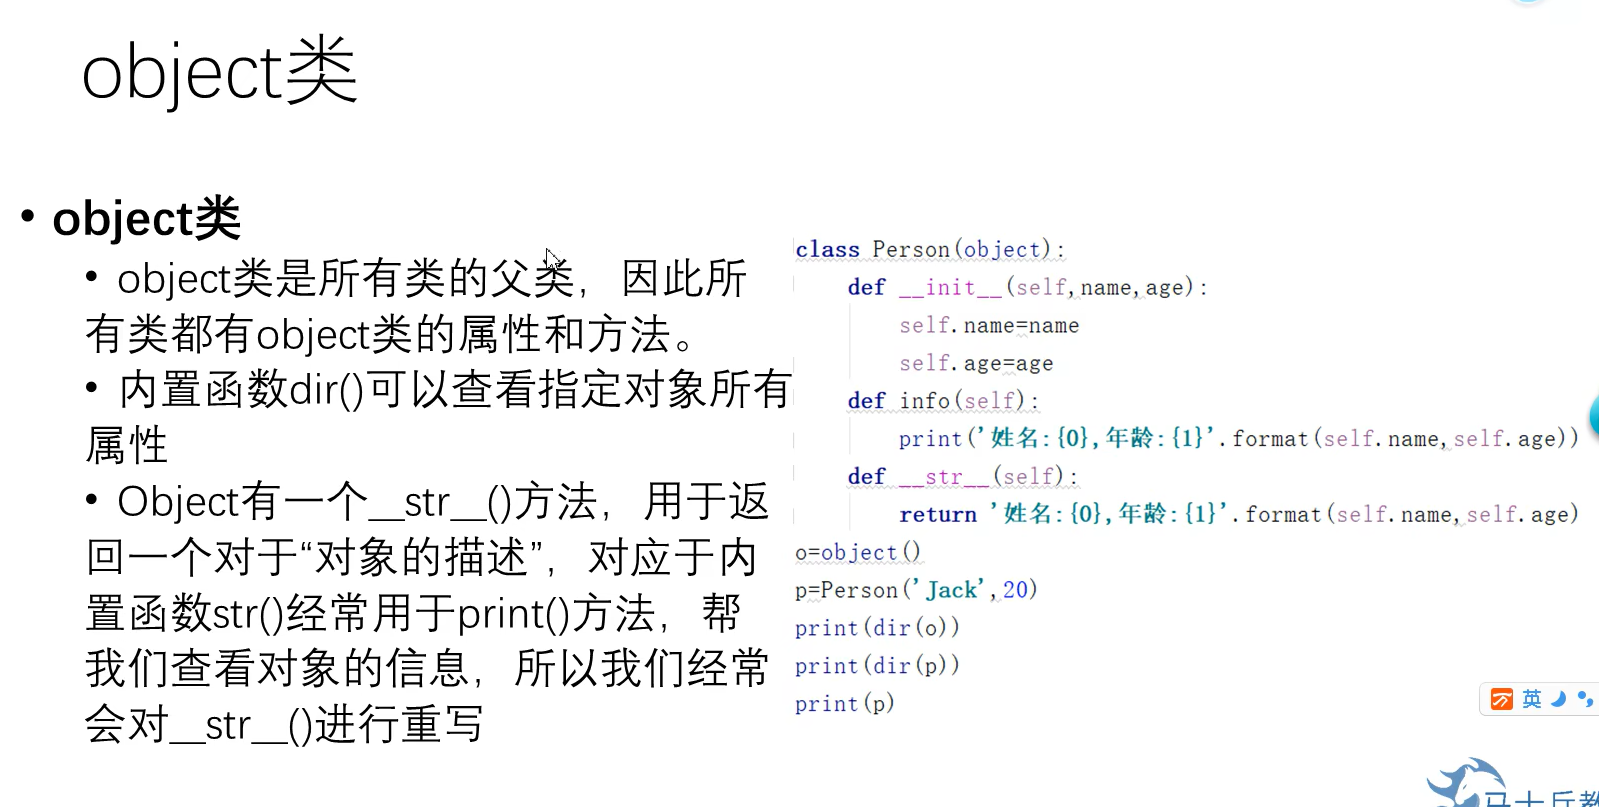 object类
• object类
• object类是所有类的父类，因此所
有类都有object类的属性和方法。
• 内置函数dir()可以查看指定对象所有
属性
• Object有一个__str__()方法，用于返
回一个对于“对象的描述”，对应于内
置函数str()经常用于print()方法，帮
我们查看对象的信息，所以我们经常
会对__str__()进行重写
class Person(object):
    def __init__(self,name,age):
        self.name=name
        self.age=age
    def info(self):
        print('姓名:{0},年龄:{1}'.format(self.name,self.age))
    def __str__(self):
        return '姓名:{0},年龄:{1}'.format(self.name,self.age)
o=object()
p=Person('Jack',20)
print(dir(o))
print(dir(p))
print(p)
英
马士兵教